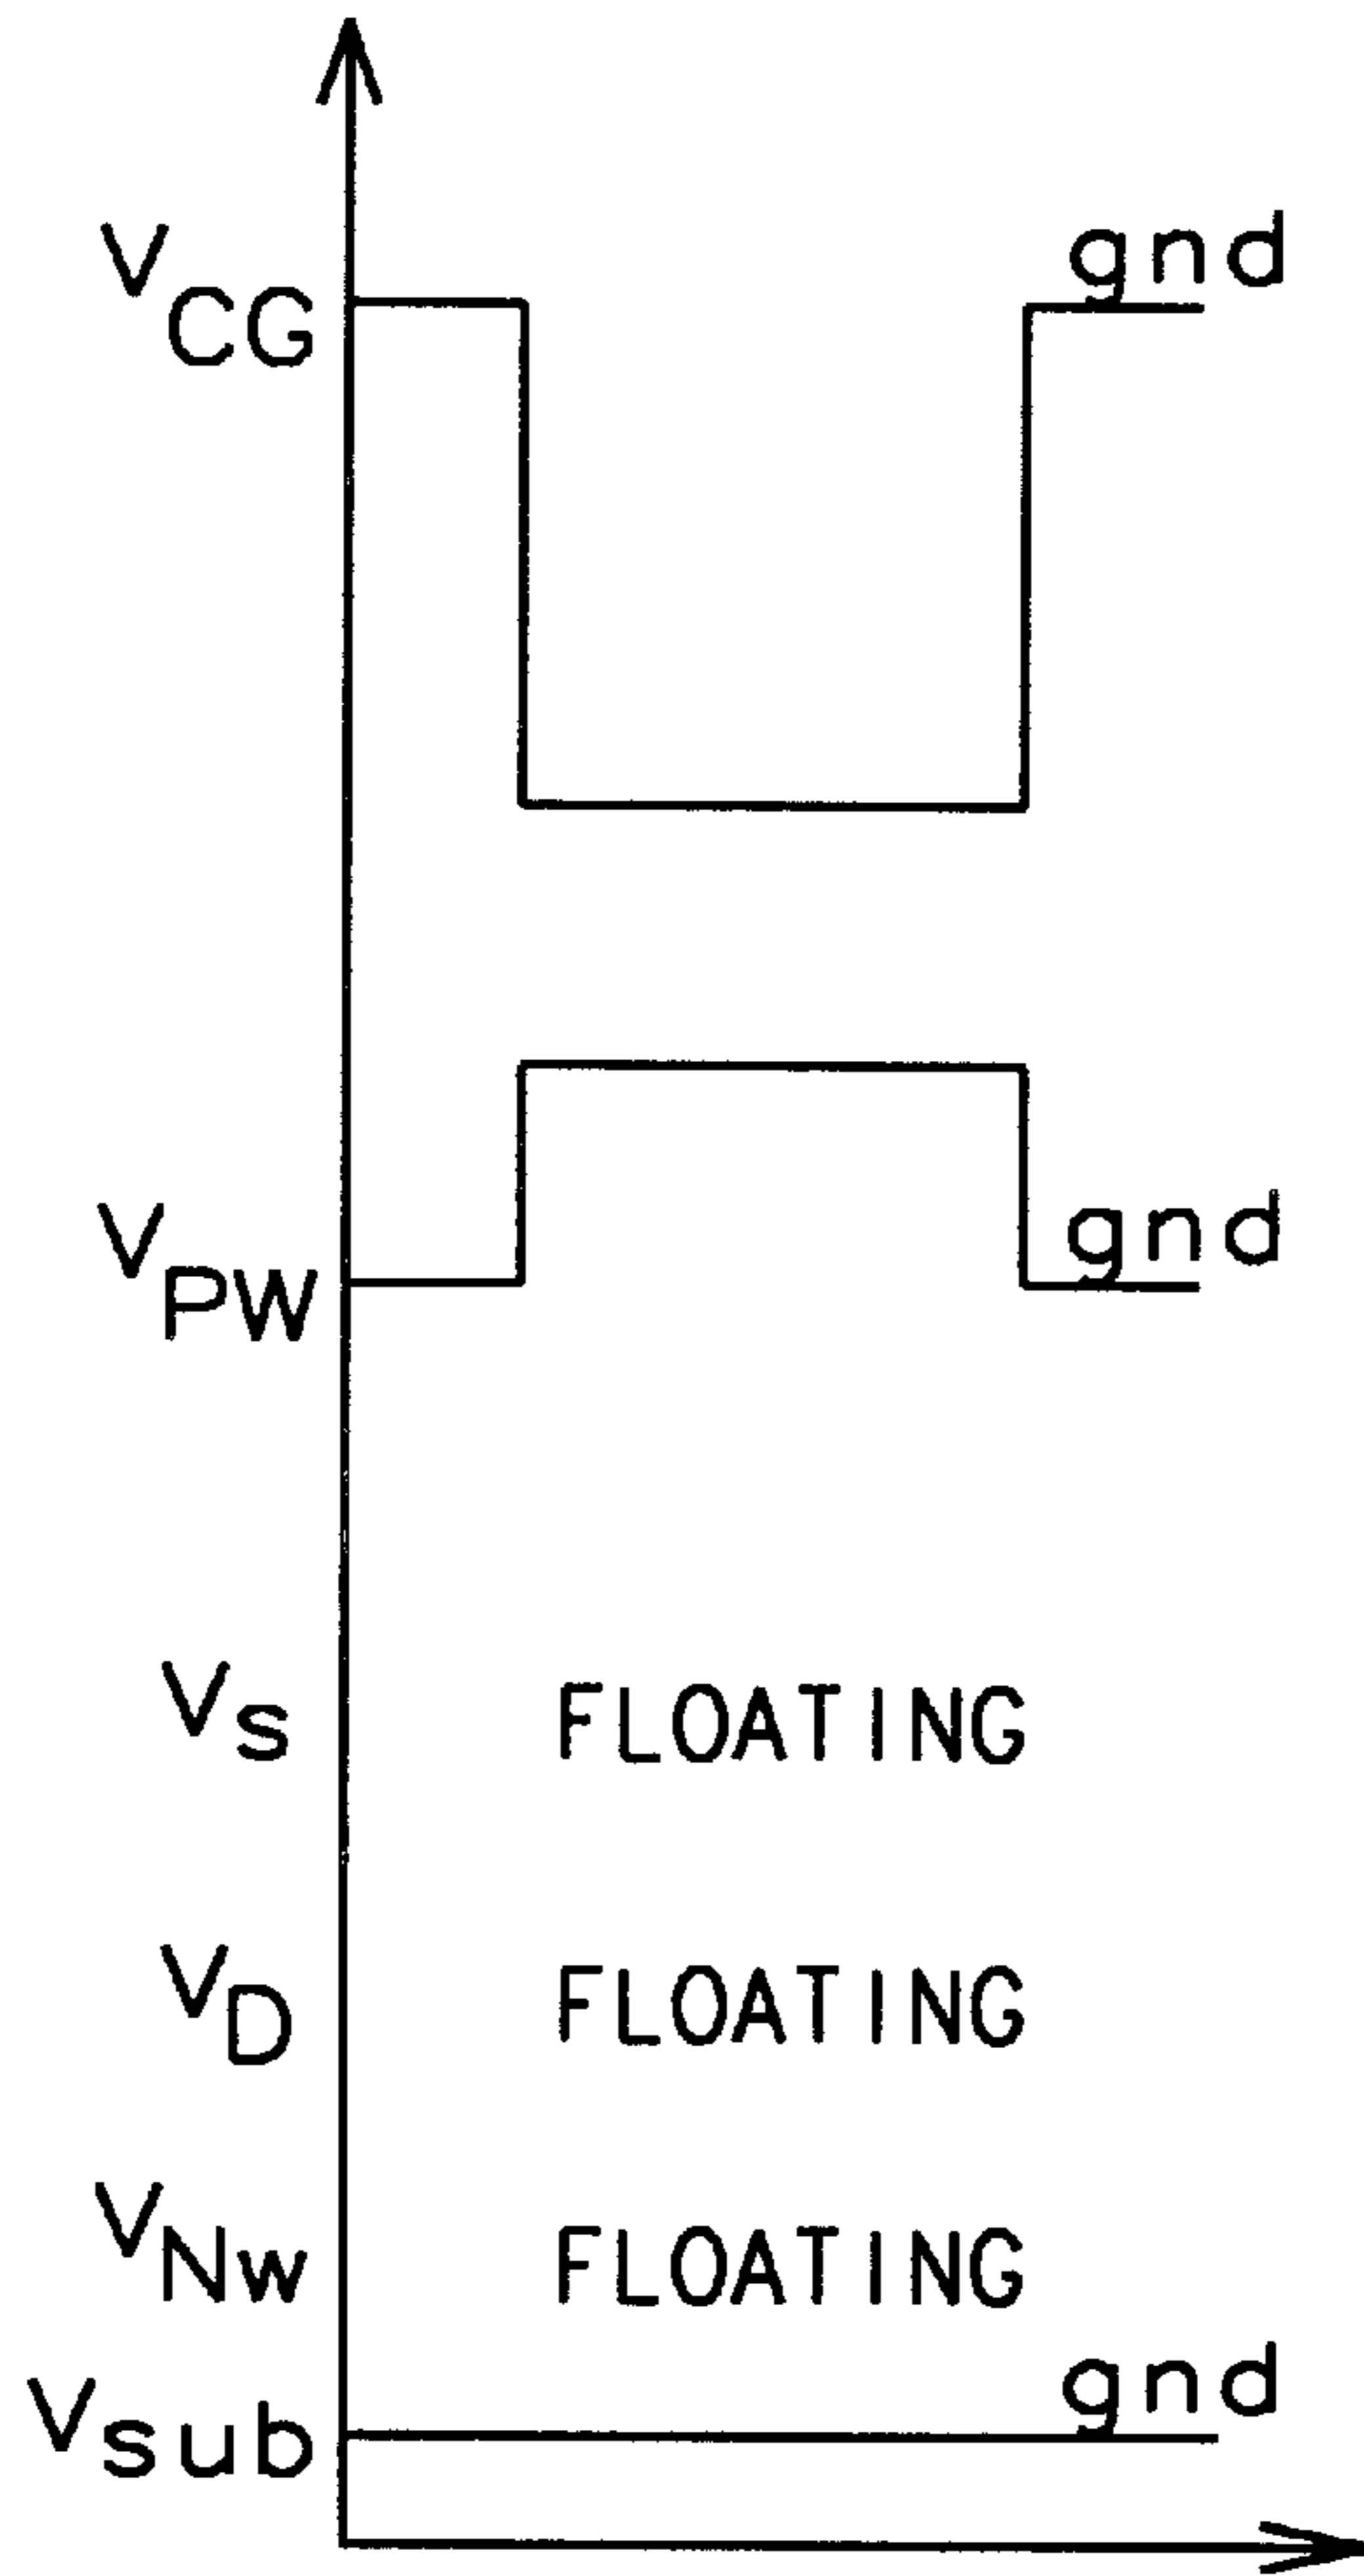 VCG gnd
VPW gnd
VS FLOATING
VD FLOATING
VNw FLOATING
Vsub gnd